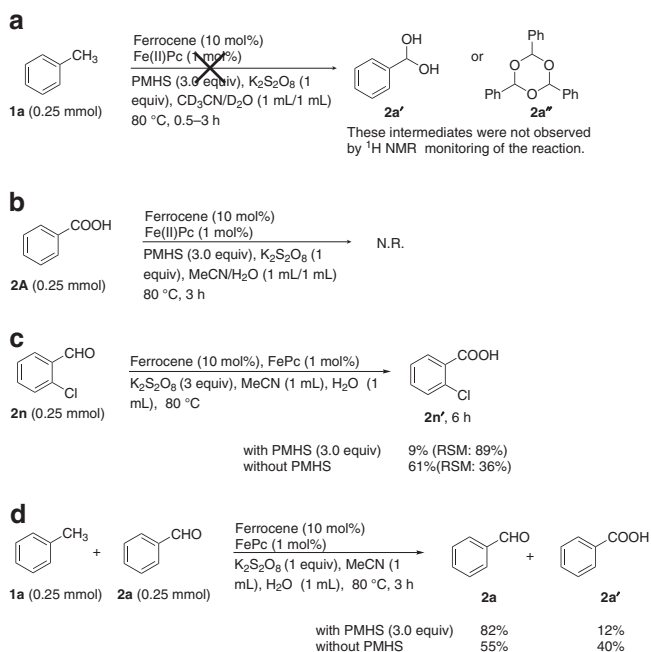 a
CH3
1a (0.25 mmol)
Ferrocene (10 mol%)
Fe(II)Pc (1 mol%)
PMHS (3.0 equiv), K2S2O8 (1
equiv), CD3CN/D2O (1 mL/1 mL)
80 °C, 0.5–3 h
OH
OH
2a′
or
Ph
O O
Ph O Ph
2a″
These intermediates were not observed
by 1H NMR monitoring of the reaction.
b
COOH
2A (0.25 mmol)
Ferrocene (10 mol%)
Fe(II)Pc (1 mol%)
PMHS (3.0 equiv), K2S2O8 (1
equiv), MeCN/H2O (1 mL/1 mL)
80 °C, 3 h
N.R.
c
CHO
Cl
2n (0.25 mmol)
Ferrocene (10 mol%), FePc (1 mol%)
K2S2O8 (3 equiv), MeCN (1 mL), H2O (1
mL), 80 °C
COOH
Cl
2n′, 6 h
with PMHS (3.0 equiv) 9% (RSM: 89%)
without PMHS 61%(RSM: 36%)
d
CH3
+
CHO
1a (0.25 mmol) 2a (0.25 mmol)
Ferrocene (10 mol%)
FePc (1 mol%)
K2S2O8 (1 equiv), MeCN (1
mL), H2O (1 mL), 80 °C, 3 h
CHO
+
COOH
2a 2a′
with PMHS (3.0 equiv) 82% 12%
without PMHS 55% 40%